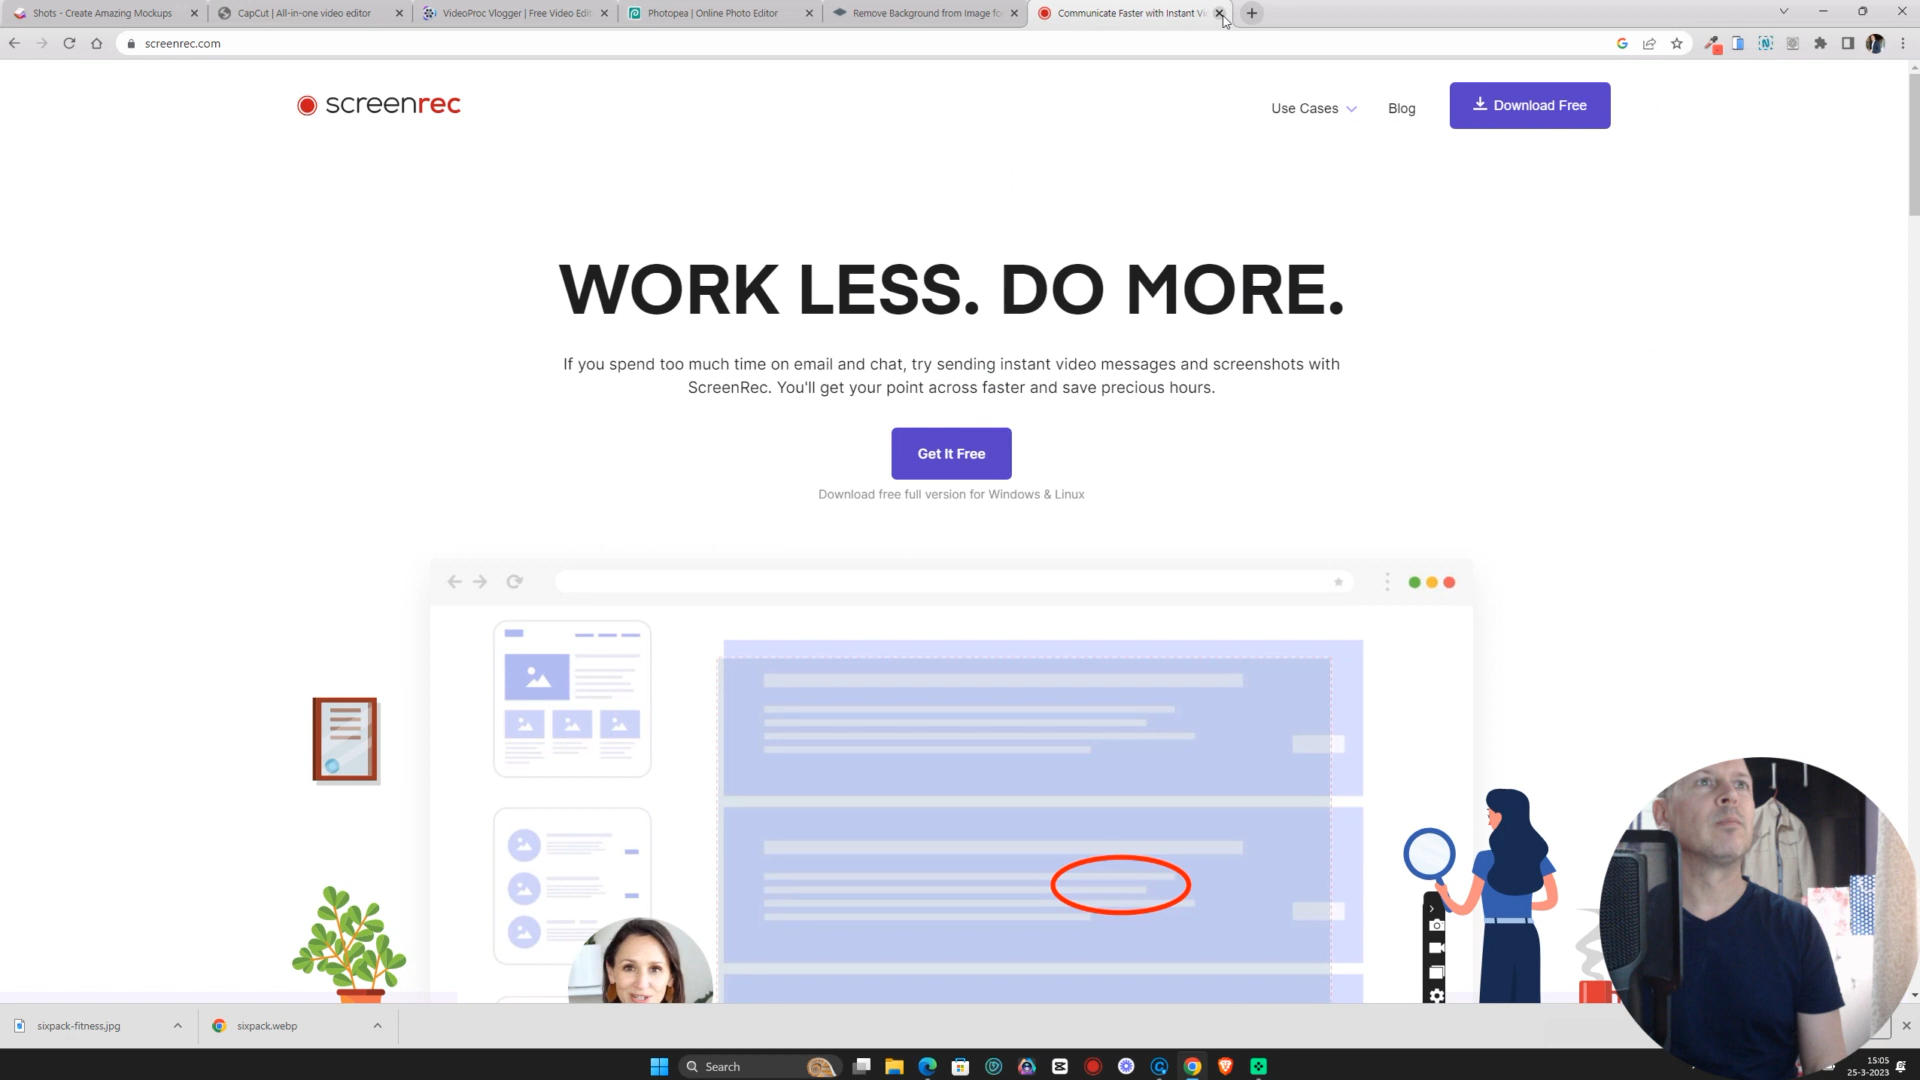 Shots - Create Amazing Mockups
CapCut | All-in-one video editor
VideoProc Vlogger | Free Video Edit
Photopea | Online Photo Editor
Remove Background from Image fo
Communicate Faster with Instant Vi
screenrec.com
screenrec
Use Cases
Blog
Download Free
WORK LESS. DO MORE.
If you spend too much time on email and chat, try sending instant video messages and screenshots with
ScreenRec. You'll get your point across faster and save precious hours.
Get It Free
Download free full version for Windows & Linux
sixpack-fitness.jpg
sixpack.webp
Search
15:05
25-3-2023